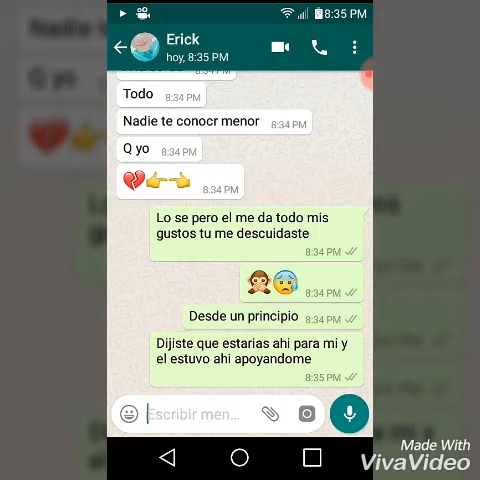 8:35 PM
Erick
hoy, 8:35 PM
Todo
8:34 PM
Nadie te conocr menor
8:34 PM
Q yo
8:34 PM
8:34 PM
Lo se pero el me da todo mis
gustos tu me descuidaste
8:34 PM
8:34 PM
Desde un principio
8:34 PM
Dijiste que estarias ahi para mi y
el estuvo ahi apoyandome
8:35 PM
Escribir men...
Made With
VivaVideo